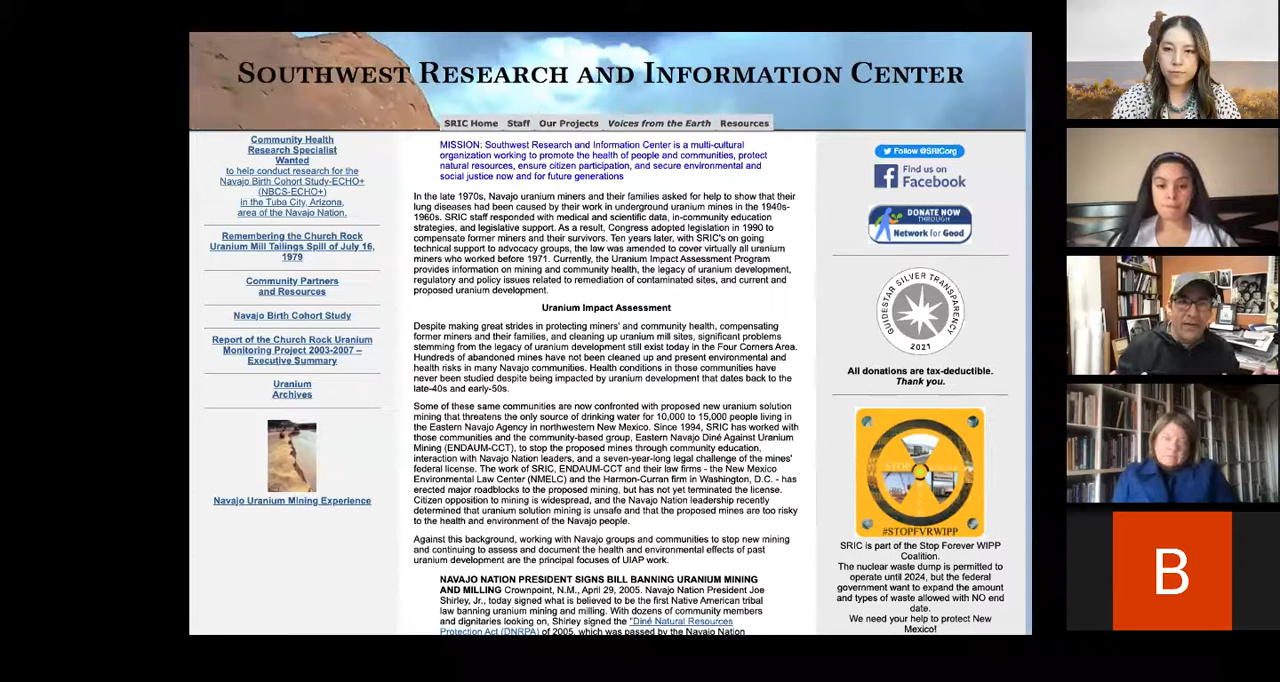 SOUTHWEST RESEARCH AND INFORMATION CENTER
SRIC Home Staff Our Projects Voices from the Earth Resources
Community Health
Research Specialist
Wanted
to help conduct research for the
Navajo Birth Cohort Study-ECHO+
(NBCS-ECHO+)
in the Tuba City, Arizona,
area of the Navajo Nation.
Remembering the Church Rock
Uranium Mill Tailings Spill of July 16,
1979
Community Partners
and Resources
Navajo Birth Cohort Study
Report of the Church Rock Uranium
Monitoring Project 2003-2007 –
Executive Summary
Uranium
Archives
Navajo Uranium Mining Experience
MISSION: Southwest Research and Information Center is a multi-cultural
organization working to promote the health of people and communities, protect
natural resources, ensure citizen participation, and secure environmental and
social justice now and for future generations
In the late 1970s, Navajo uranium miners and their families asked for help to show that their
lung diseases had been caused by their work in underground uranium mines in the 1940s-
1960s. SRIC staff responded with medical and scientific data, in-community education
strategies, and legislative support. As a result, Congress adopted legislation in 1990 to
compensate former miners and their survivors. Ten years later, with SRIC's on going
technical support to advocacy groups, the law was amended to cover virtually all uranium
miners who worked before 1971. Currently, the Uranium Impact Assessment Program
provides information on mining and community health, the legacy of uranium development,
regulatory and policy issues related to remediation of contaminated sites, and current and
proposed uranium development.
Uranium Impact Assessment
Despite making great strides in protecting miners' and community health, compensating
former miners and their families, and cleaning up uranium mill sites, significant problems
stemming from the legacy of uranium development still exist today in the Four Corners Area.
Hundreds of abandoned mines have not been cleaned up and present environmental and
health risks in many Navajo communities. Health conditions in those communities have
never been studied despite being impacted by uranium development that dates back to the
late-40s and early-50s.
Some of these same communities are now confronted with proposed new uranium solution
mining that threatens the only source of drinking water for 10,000 to 15,000 people living in
the Eastern Navajo Agency in northwestern New Mexico. Since 1994, SRIC has worked with
those communities and the community-based group, Eastern Navajo Diné Against Uranium
Mining (ENDAUM-CCT), to stop the proposed mines through community education,
interaction with Navajo Nation leaders, and a seven-year-long legal challenge of the mines'
federal license. The work of SRIC, ENDAUM-CCT and their law firms - the New Mexico
Environmental Law Center (NMELC) and the Harmon-Curran firm in Washington, D.C. - has
erected major roadblocks to the proposed mining, but has not yet terminated the license.
Citizen opposition to mining is widespread, and the Navajo Nation leadership recently
determined that uranium solution mining is unsafe and that the proposed mines are too risky
to the health and environment of the Navajo people.
Against this background, working with Navajo groups and communities to stop new mining
and continuing to assess and document the health and environmental effects of past
uranium development are the principal focuses of UIAP work.
NAVAJO NATION PRESIDENT SIGNS BILL BANNING URANIUM MINING
AND MILLING Crownpoint, N.M., April 29, 2005. Navajo Nation President Joe
Shirley, Jr., today signed what is believed to be the first Native American tribal
law banning uranium mining and milling. With dozens of community members
and dignitaries looking on, Shirley signed the "Diné Natural Resources
Protection Act (DNRPA) of 2005, which was passed by the Navajo Nation
Follow @SRICorg
Find us on
Facebook
DONATE NOW
THROUGH
Network for Good
GUIDESTAR SILVER TRANSPARENCY
2021
All donations are tax-deductible.
Thank you.
STOP
#STOPFVRWIPP
SRIC is part of the Stop Forever WIPP
Coalition.
The nuclear waste dump is permitted to
operate until 2024, but the federal
government want to expand the amount
and types of waste allowed with NO end
date.
We need your help to protect New
Mexico!
B